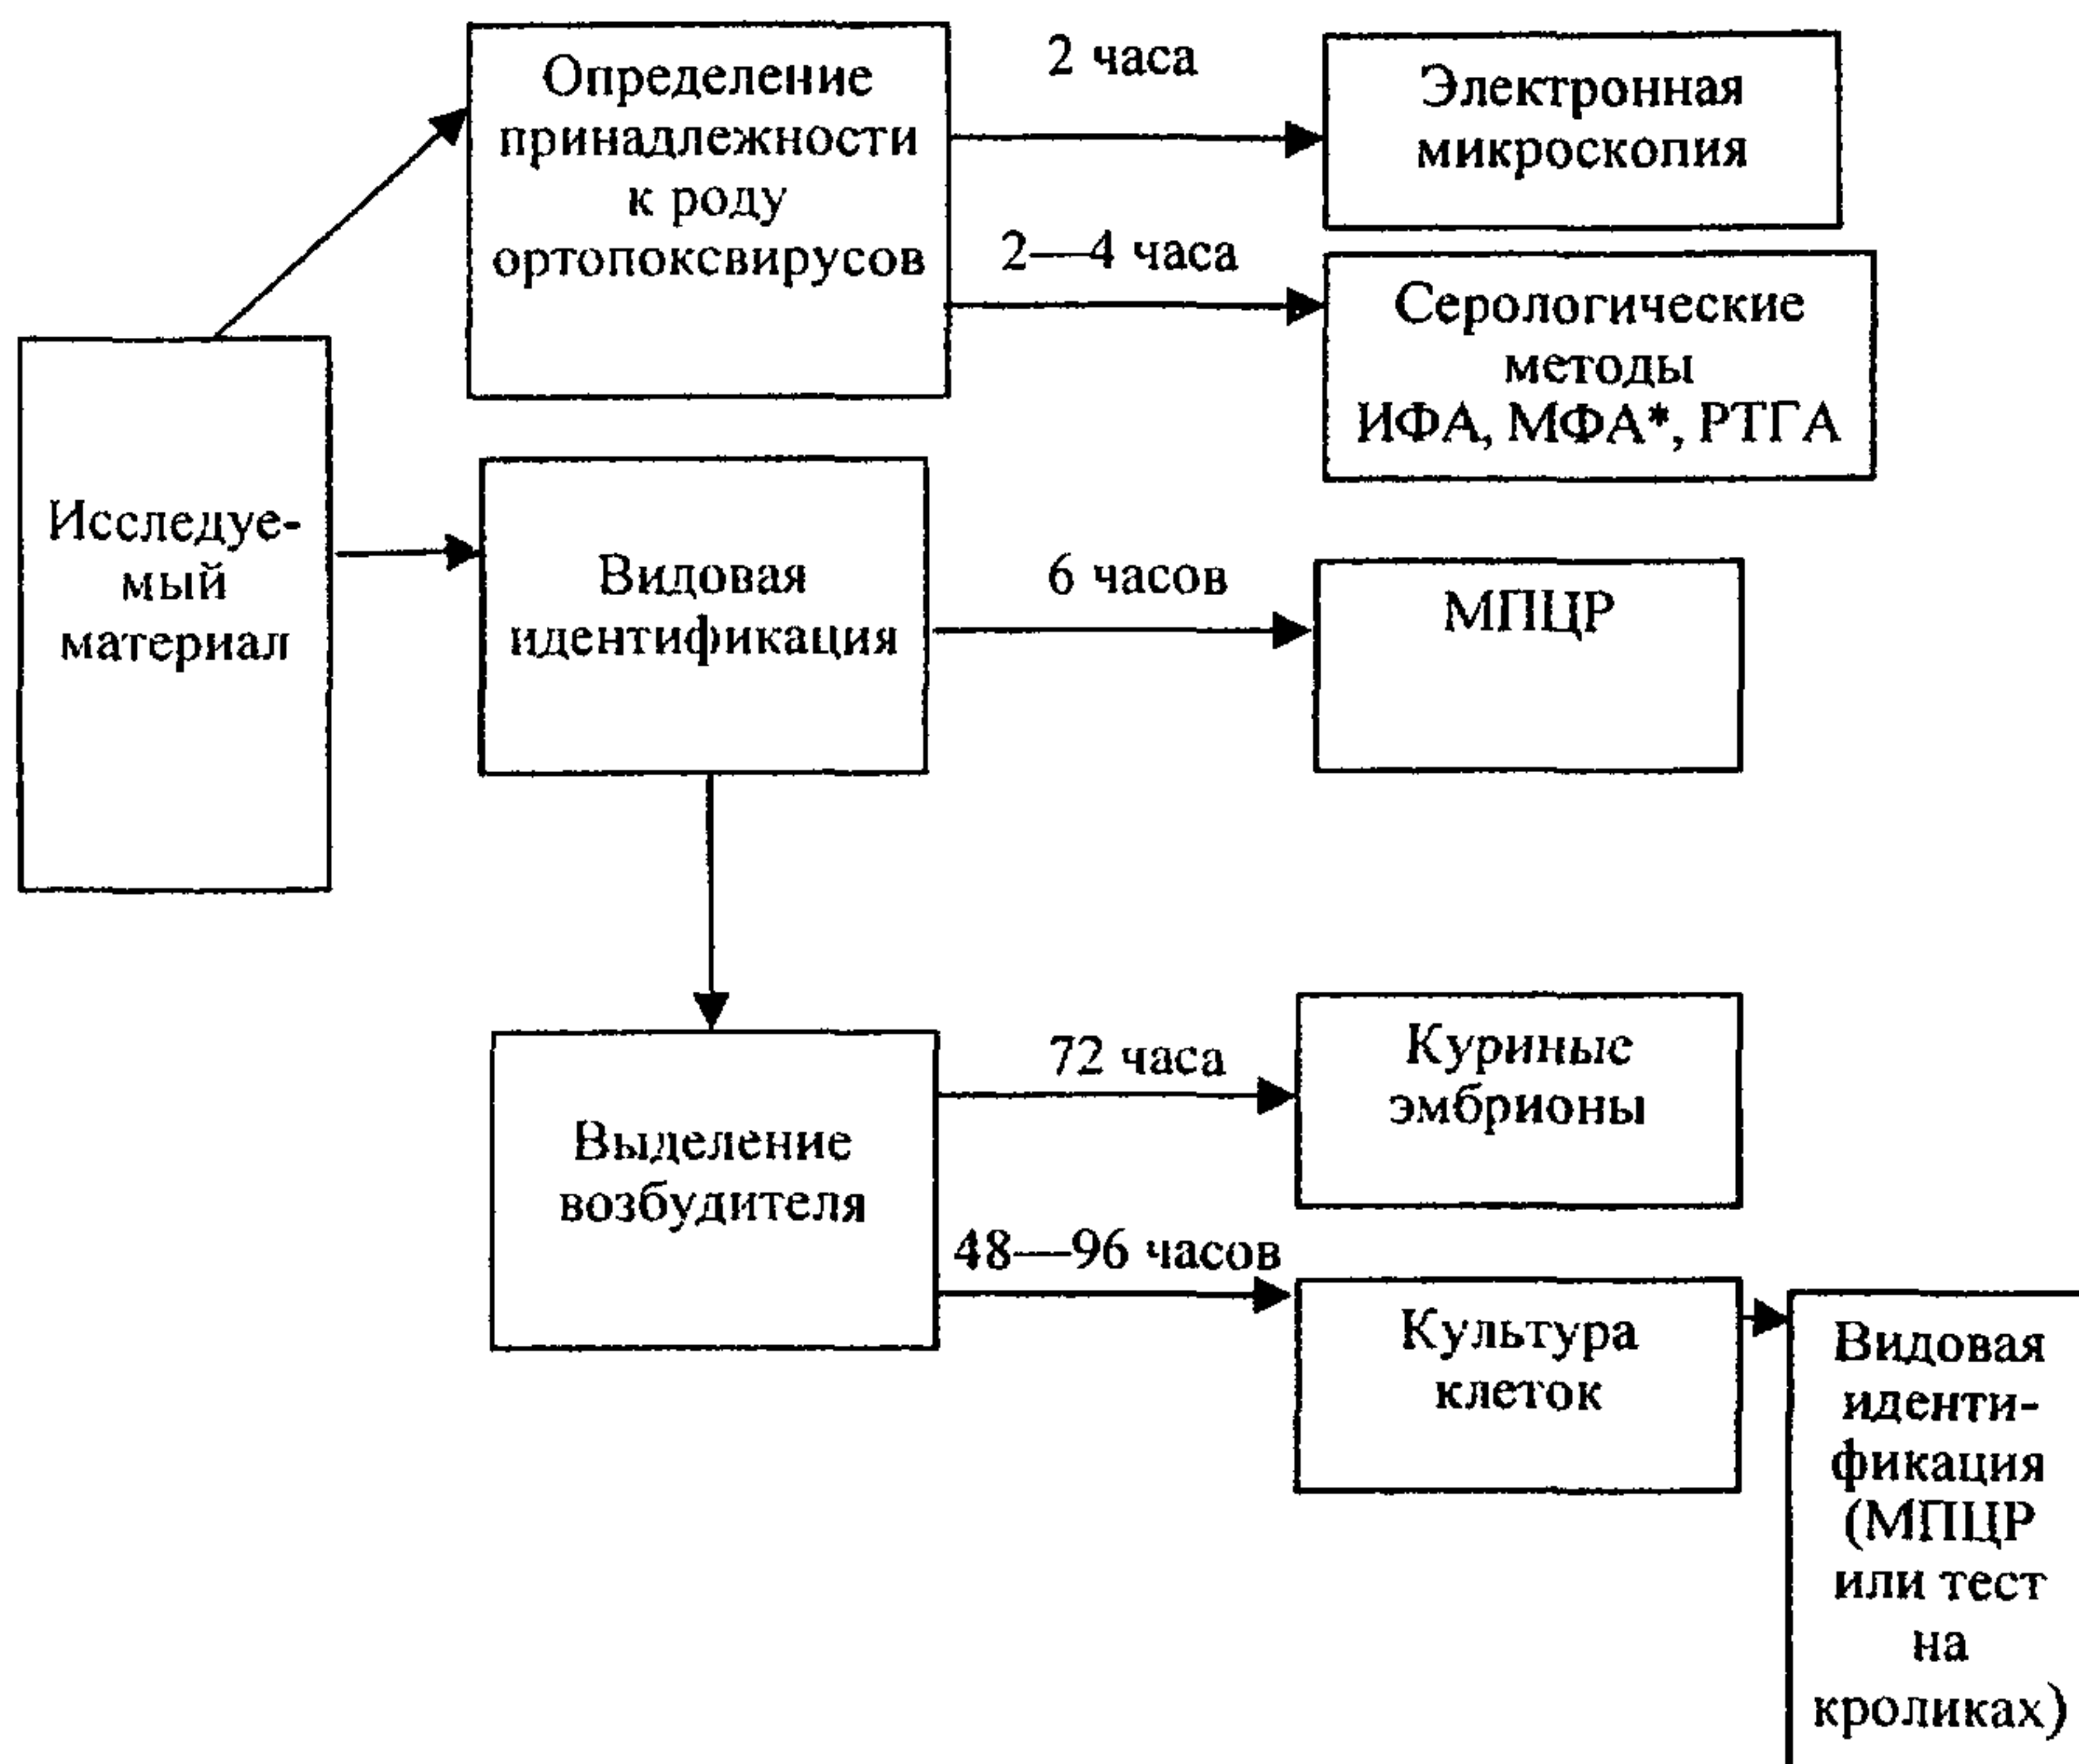 Определение
принадлежности
к роду
ортопоксвирусов
2 часа
Электронная
микроскопия
2—4 часа
Серологические
методы
ИФА, МФА*, РТГА
Исследуе-
мый
материал
Видовая
идентификация
6 часов
МПЦР
Выделение
возбудителя
72 часа
Куриные
эмбрионы
48—96 часов
Культура
клеток
Видовая
иденти-
фикация
(МПЦР
или тест
на
кроликах)